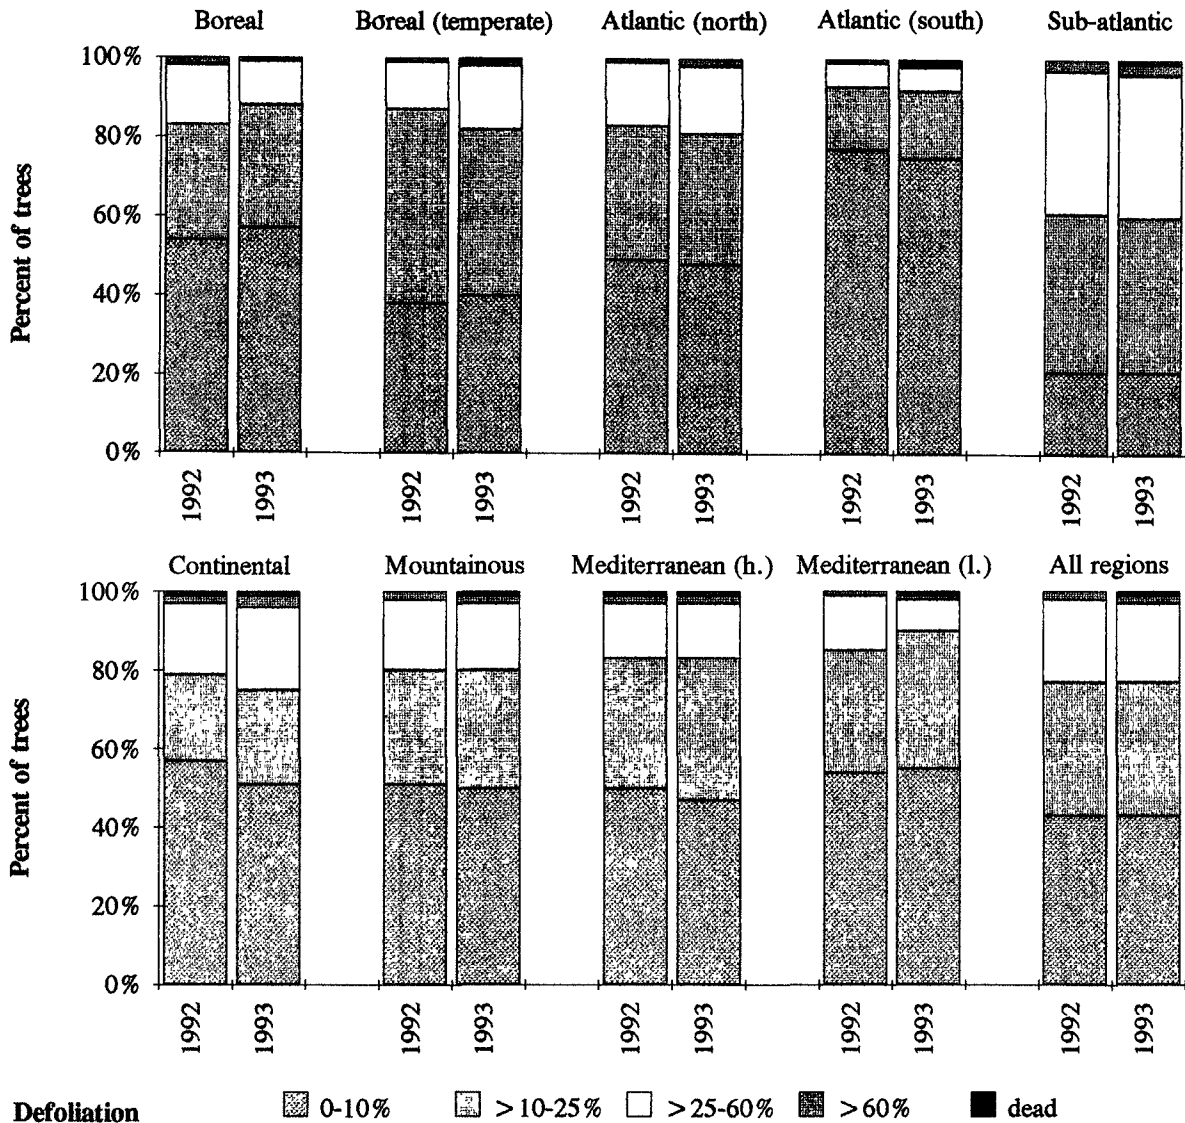 Boreal Boreal (temperate) Atlantic (north) Atlantic (south) Sub-atlantic
100%
80%
60%
40%
20%
0%
Percent of trees
1992 1993 1992 1993 1992 1993 1992 1993 1992 1993
Continental Mountainous Mediterranean (h.) Mediterranean (l.) All regions
100%
80%
60%
40%
20%
0%
Percent of trees
1992 1993 1992 1993 1992 1993 1992 1993 1992 1993
Defoliation 0-10% >10-25% >25-60% >60% dead